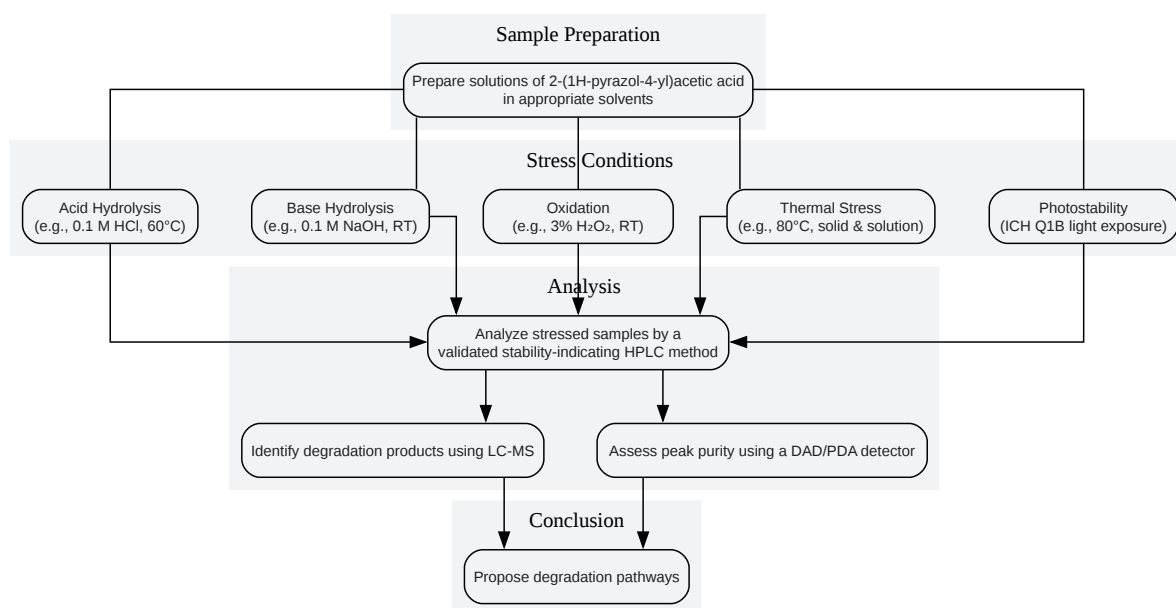 Sample Preparation
Prepare solutions of 2-(1H-pyrazol-4-yl)acetic acid
in appropriate solvents
Stress Conditions
Acid Hydrolysis
(e.g., 0.1 M HCl, 60°C)
Base Hydrolysis
(e.g., 0.1 M NaOH, RT)
Oxidation
(e.g., 3% H₂O₂, RT)
Thermal Stress
(e.g., 80°C, solid & solution)
Photostability
(ICH Q1B light exposure)
Analysis
Analyze stressed samples by a
validated stability-indicating HPLC method
Identify degradation products using LC-MS
Assess peak purity using a DAD/PDA detector
Conclusion
Propose degradation pathways